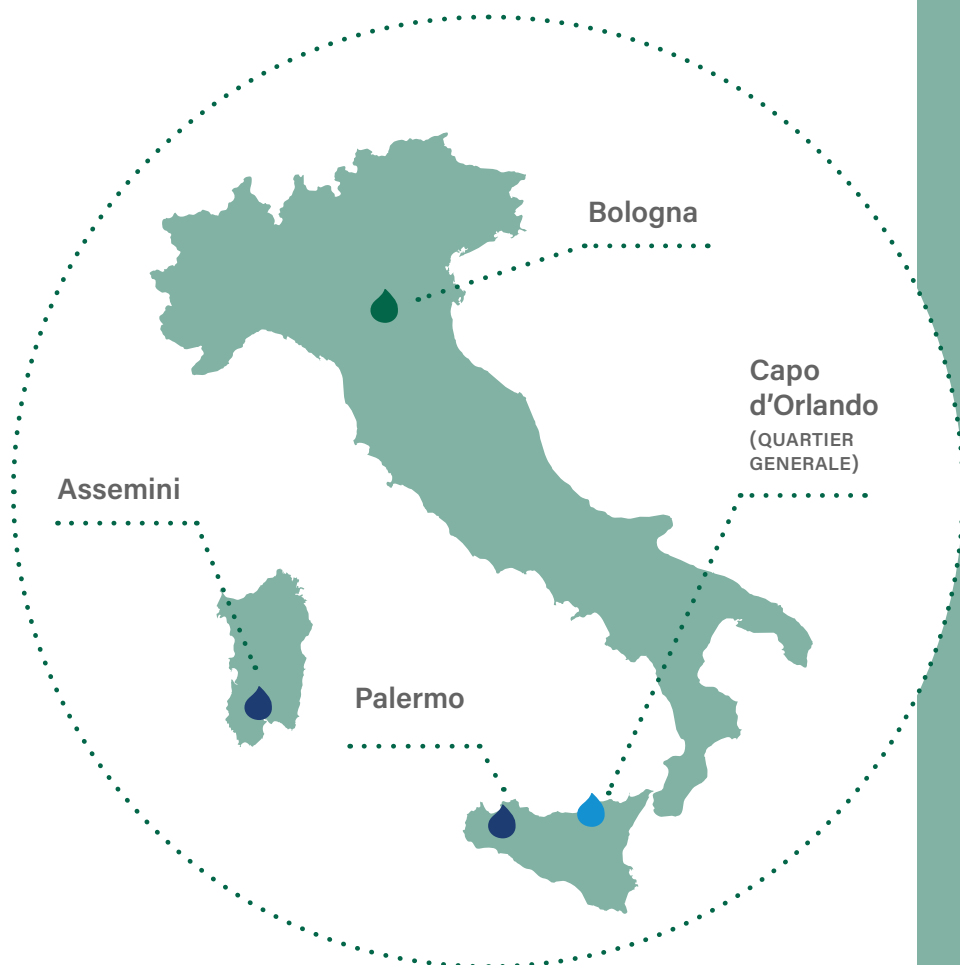 Bologna
Capo
d’Orlando
(QUARTIER
GENERALE)
Assemini
Palermo